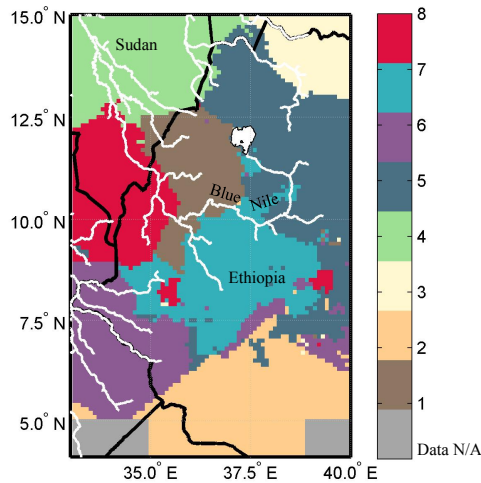 15.0° N
12.5° N
10.0° N
7.5° N
5.0° N
35.0° E
37.5° E
40.0° E
Sudan
Blue Nile
Ethiopia
8
7
6
5
4
3
2
1
Data N/A